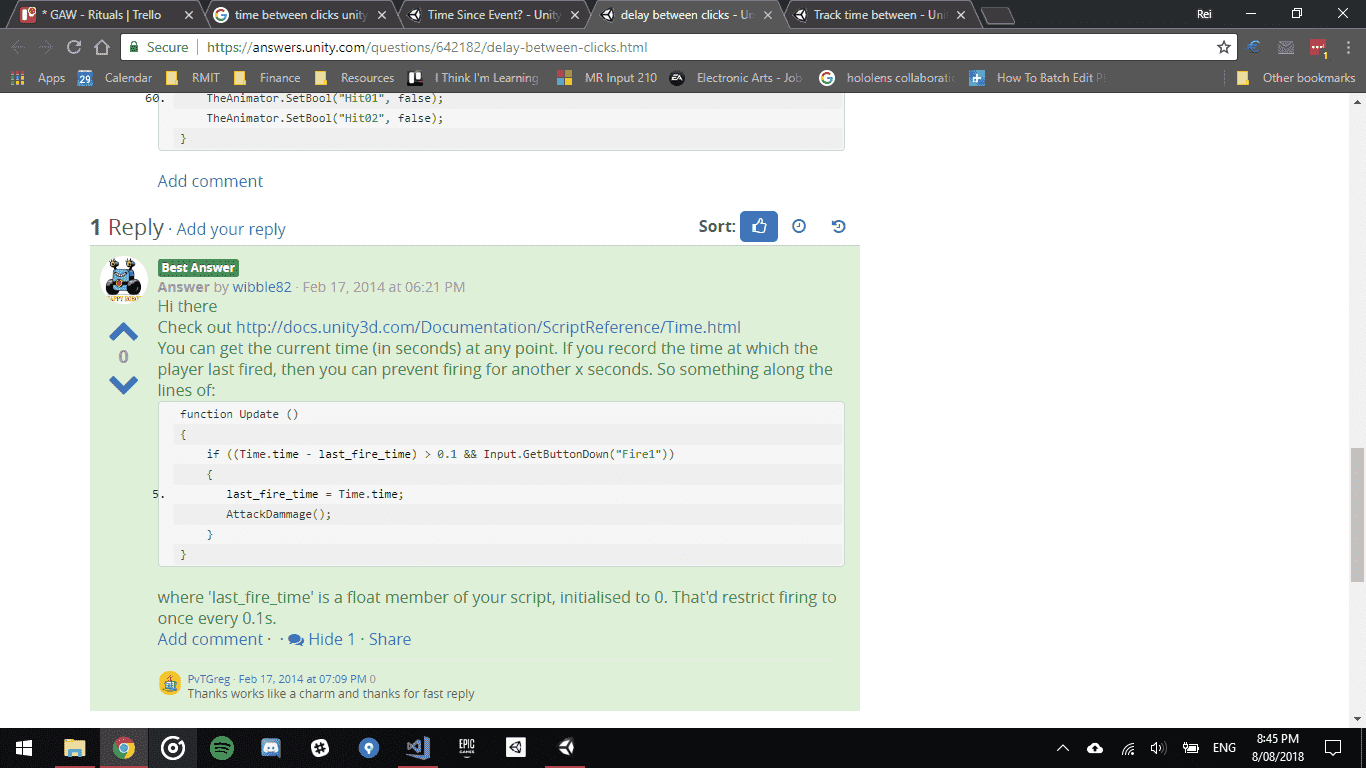 * GAW - Rituals | Trello
time between clicks unity
Time Since Event? - Unity
delay between clicks - Un
Track time between - Uni
Rei
Secure
https://answers.unity.com/questions/642182/delay-between-clicks.html
Apps
29
Calendar
RMIT
Finance
Resources
I Think I'm Learning
MR Input 210
Electronic Arts - Job
hololens collaborati
How To Batch Edit P
Other bookmarks
60.
TheAnimator.SetBool("Hit01", false);
TheAnimator.SetBool("Hit02", false);
}
Add comment
1 Reply · Add your reply
Sort:
Best Answer
Answer by wibble82 · Feb 17, 2014 at 06:21 PM
Hi there
Check out http://docs.unity3d.com/Documentation/ScriptReference/Time.html
0
You can get the current time (in seconds) at any point. If you record the time at which the
player last fired, then you can prevent firing for another x seconds. So something along the
lines of:
function Update ()
{
if ((Time.time - last_fire_time) > 0.1 && Input.GetButtonDown("Fire1"))
{
5.
last_fire_time = Time.time;
AttackDammage();
}
}
where 'last_fire_time' is a float member of your script, initialised to 0. That'd restrict firing to
once every 0.1s.
Add comment · · Hide 1 · Share
PvTGreg · Feb 17, 2014 at 07:09 PM 0
Thanks works like a charm and thanks for fast reply
EPIC
GAMES
ENG
8:45 PM
8/08/2018